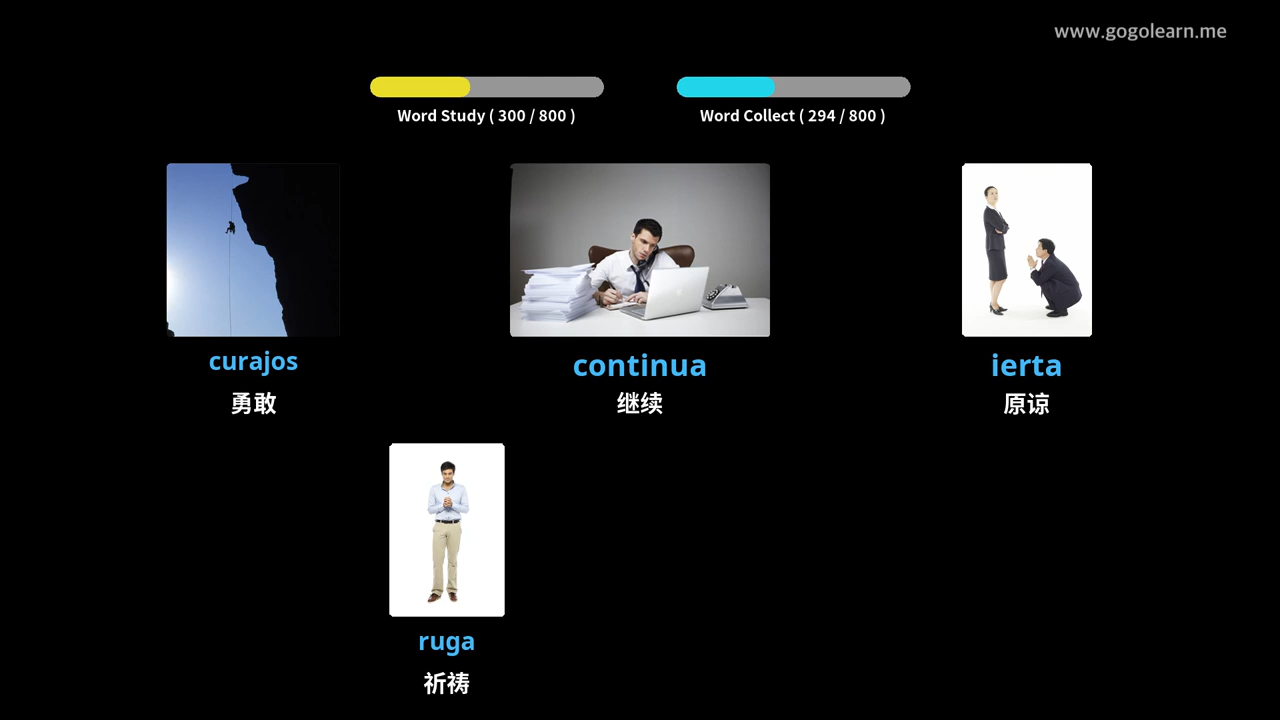 www.gogolearn.me
Word Study ( 300 / 800 )
Word Collect ( 294 / 800 )
curajos
勇敢
continua
继续
ierta
原谅
ruga
祈祷